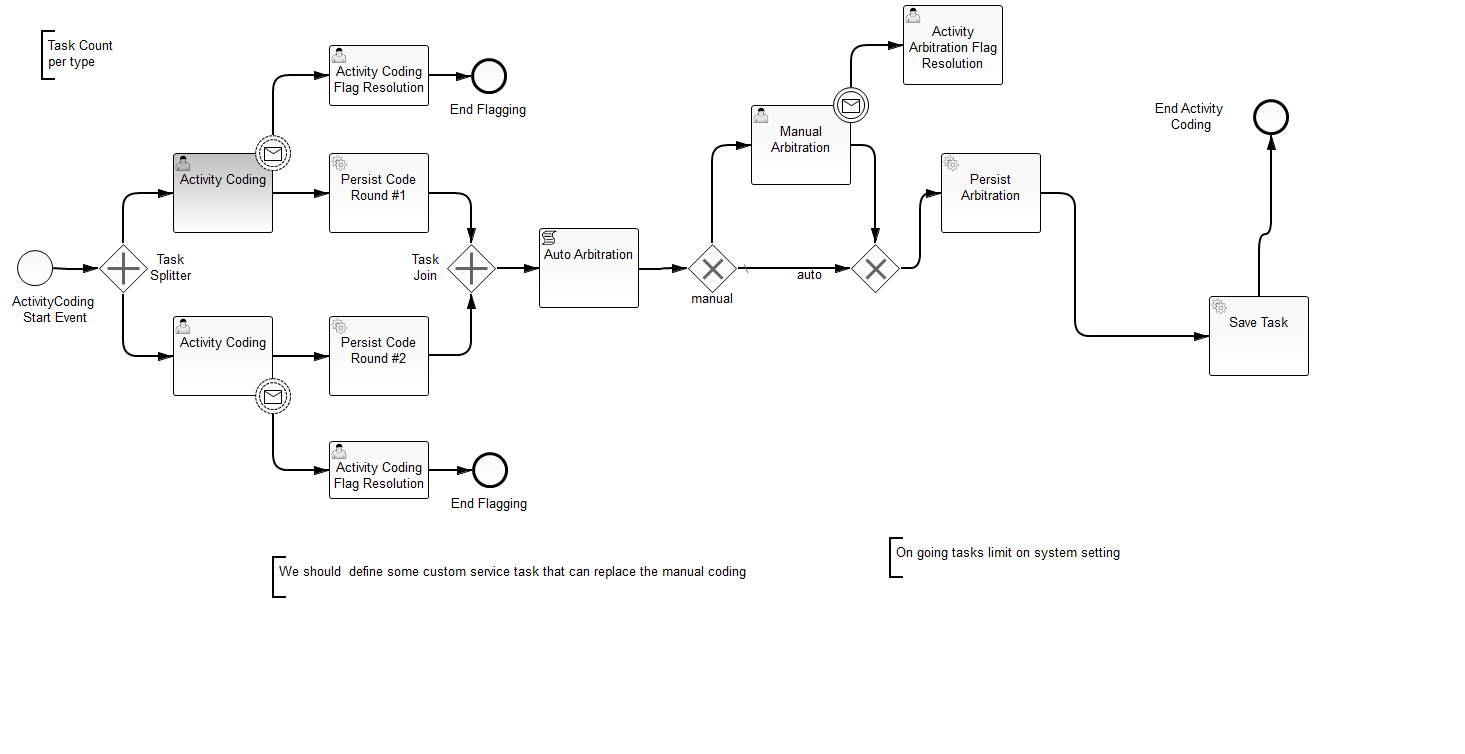 Task Count
per type
Activity Coding
Flag Resolution
End Flagging
Activity
Arbitration Flag
Resolution
End Activity
Coding
Manual
Arbitration
Activity Coding
Persist Code
Round #1
Persist
Arbitration
Task
Splitter
Task
Join
Auto Arbitration
auto
manual
ActivityCoding
Start Event
Activity Coding
Persist Code
Round #2
Save Task
Activity Coding
Flag Resolution
End Flagging
We should  define some custom service task that can replace the manual coding
On going tasks limit on system setting